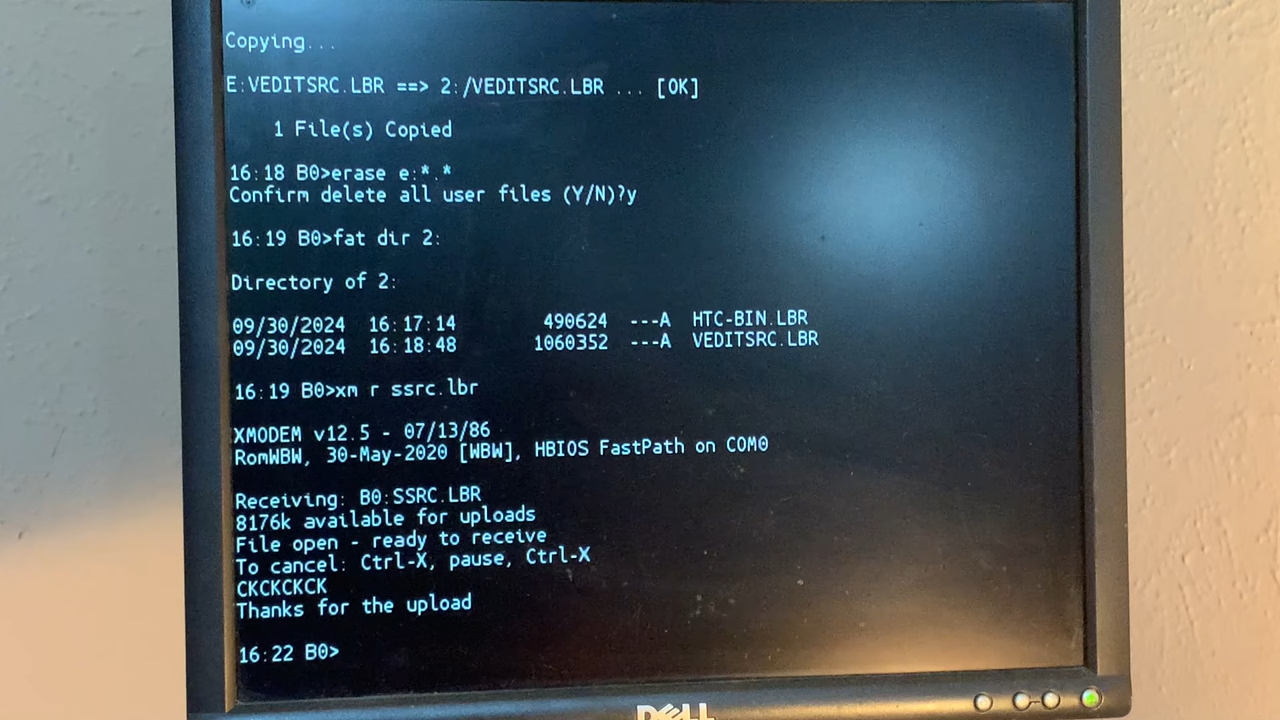 Copying...
E:VEDITSRC.LBR ==> 2:/VEDITSRC.LBR ... [OK]
1 File(s) Copied
16:18 B0>erase e:*.*
Confirm delete all user files (Y/N)?y
16:19 B0>fat dir 2:
Directory of 2:
09/30/2024 16:17:14 490624 ---A HTC-BIN.LBR
09/30/2024 16:18:48 1060352 ---A VEDITSRC.LBR
16:19 B0>xm r ssrc.lbr
XMODEM v12.5 - 07/13/86
RomWBW, 30-May-2020 [WBW], HBIOS FastPath on COM0
Receiving: B0:SSRC.LBR
8176k available for uploads
File open - ready to receive
To cancel: Ctrl-X, pause, Ctrl-X
CKCKCKCK
Thanks for the upload
16:22 B0>
DELL